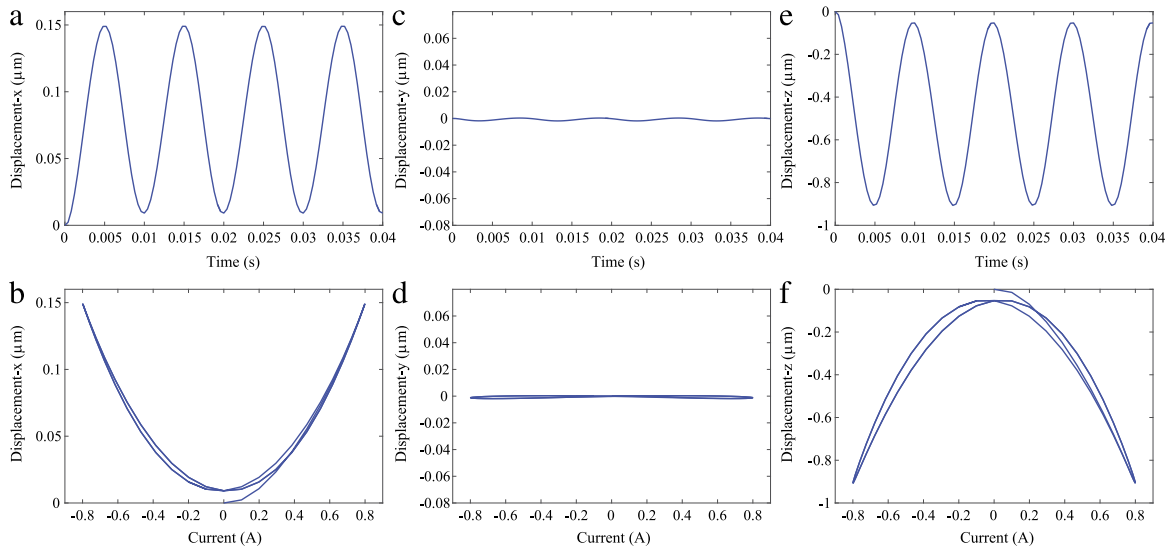 a
Displacement-x (µm)
0.15
0.1
0.05
0
0 0.005 0.01 0.015 0.02 0.025 0.03 0.035 0.04
Time (s)
c
Displacement-y (µm)
0.06
0.04
0.02
0
-0.02
-0.04
-0.06
-0.08
0 0.005 0.01 0.015 0.02 0.025 0.03 0.035 0.04
Time (s)
e
Displacement-z (µm)
0
-0.2
-0.4
-0.6
-0.8
-1
0 0.005 0.01 0.015 0.02 0.025 0.03 0.035 0.04
Time (s)
b
Displacement-x (µm)
0.15
0.1
0.05
0
-0.8 -0.6 -0.4 -0.2 0 0.2 0.4 0.6 0.8
Current (A)
d
Displacement-y (µm)
0.06
0.04
0.02
0
-0.02
-0.04
-0.06
-0.08
-0.8 -0.6 -0.4 -0.2 0 0.2 0.4 0.6 0.8
Current (A)
f
Displacement-z (µm)
0
-0.2
-0.4
-0.6
-0.8
-1
-0.8 -0.6 -0.4 -0.2 0 0.2 0.4 0.6 0.8
Current (A)